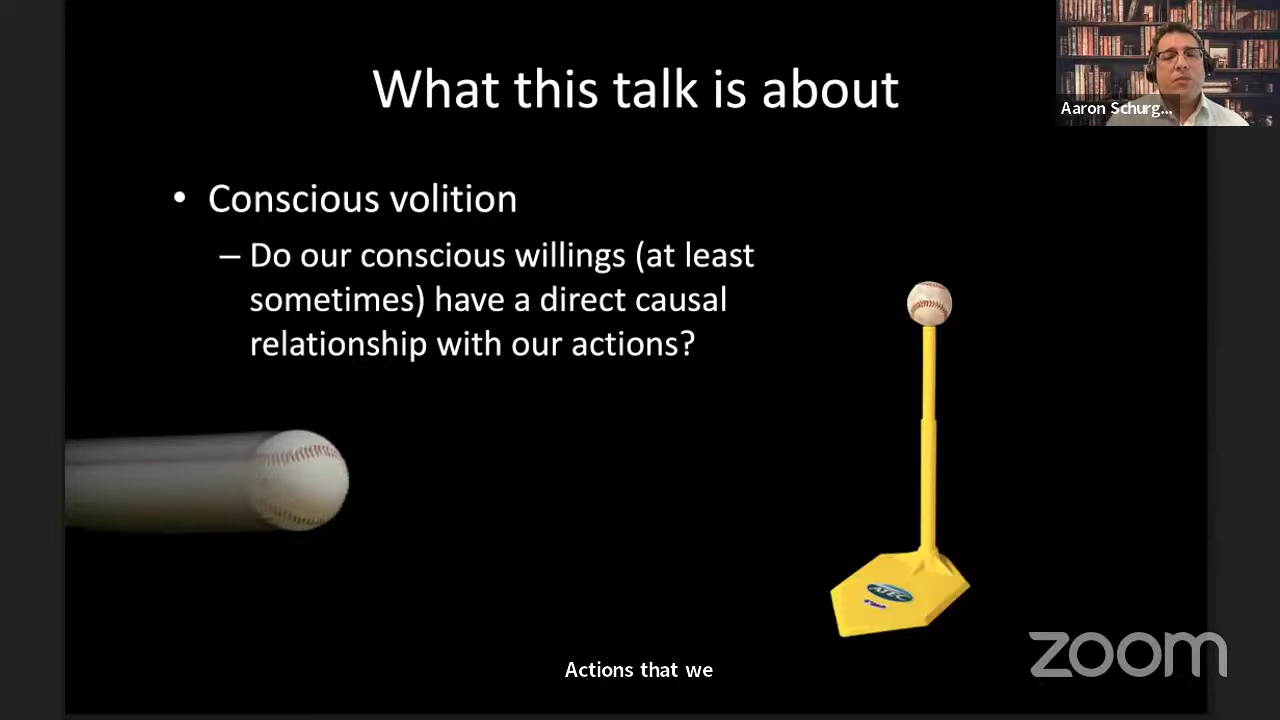 What this talk is about
Aaron Schurg...
• Conscious volition
– Do our conscious willings (at least
sometimes) have a direct causal
relationship with our actions?
ATEC
zoom
Actions that we